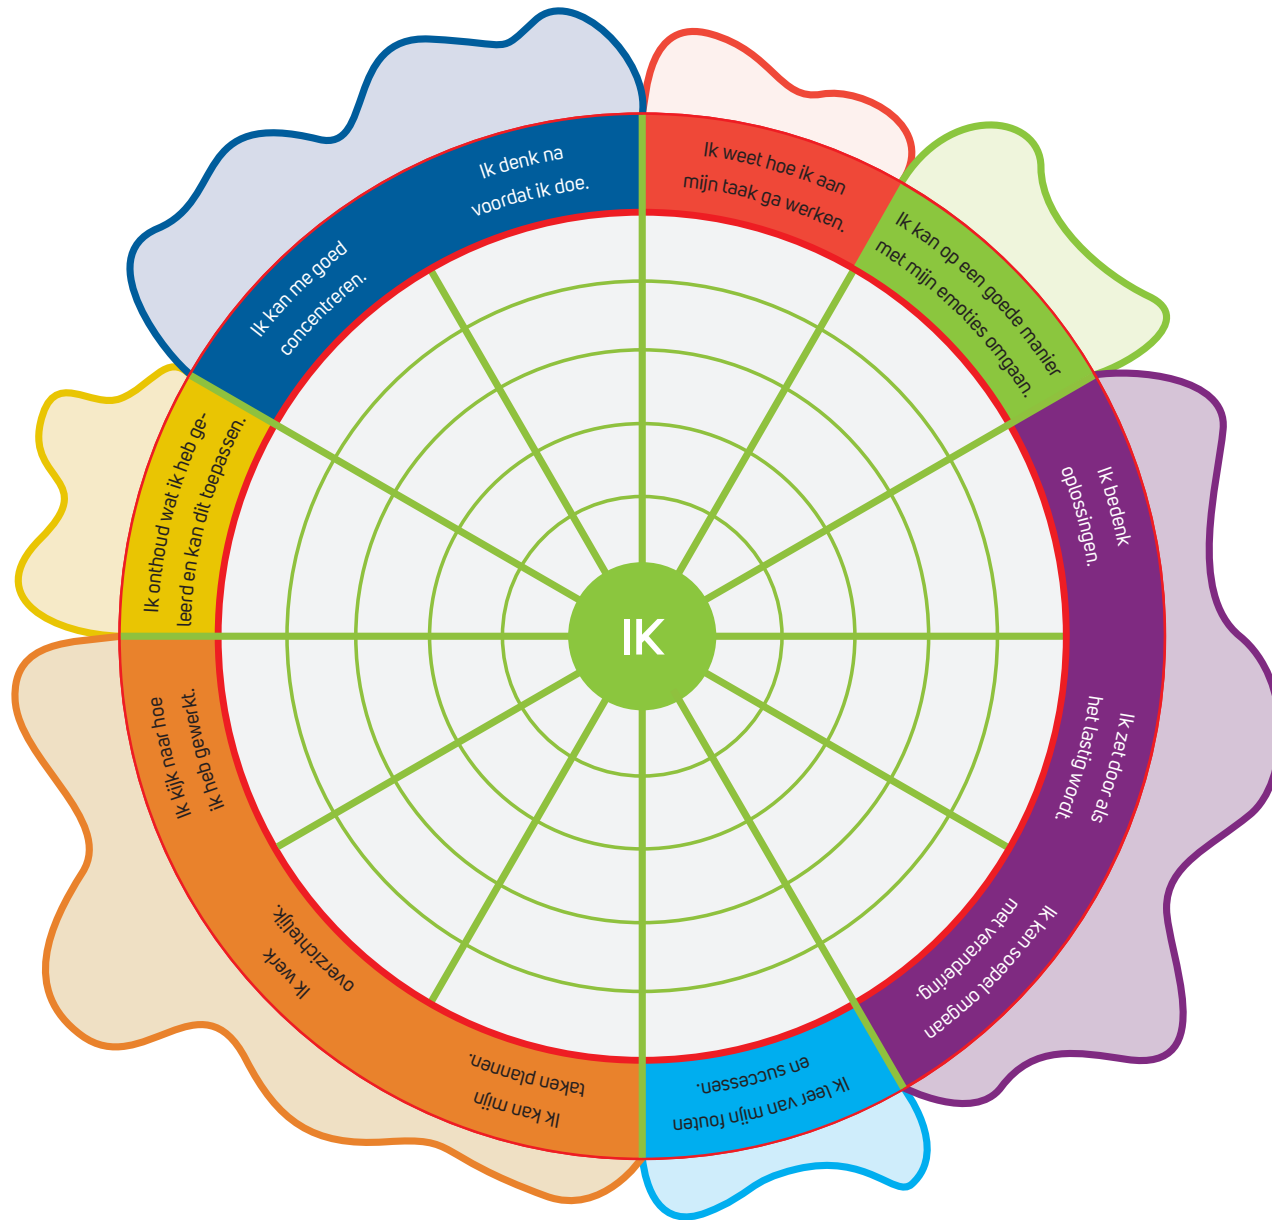 Ik denk na
voordat ik doe.
Ik weet hoe ik aan
mijn taak ga werken.
Ik kan op een goede manier
met mijn emoties omgaan.
Ik bedenk
oplossingen.
Ik zet door als
het lastig wordt.
Ik kan soepel omgaan
met verandering.
Ik leer van mijn fouten
en successen.
Ik kan mijn
taken plannen.
Ik werk
overzichtelijk.
Ik kijk naar hoe
ik heb gewerkt.
Ik onthoud wat ik heb ge-
leerd en kan dit toepassen.
Ik kan me goed
concentreren.
IK